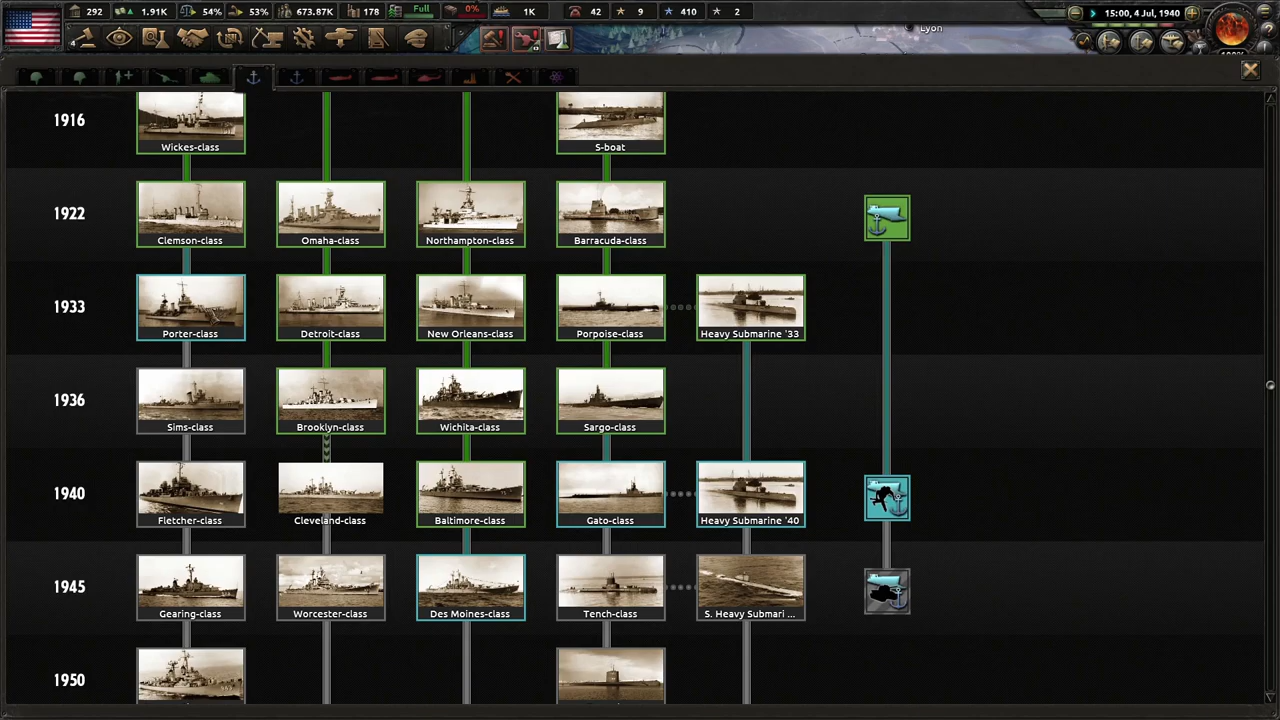 292 1.91K 54% 53% 673.87K 178 Full 0% 1K 42 9 410 2 15:00, 4 Jul, 1940
4
Lyon
100%
1916 Wickes-class S-boat
1922 Clemson-class Omaha-class Northampton-class Barracuda-class
1933 Porter-class Detroit-class New Orleans-class Porpoise-class Heavy Submarine '33
1936 Sims-class Brooklyn-class Wichita-class Sargo-class
1940 Fletcher-class Cleveland-class Baltimore-class Gato-class Heavy Submarine '40
1945 Gearing-class Worcester-class Des Moines-class Tench-class S. Heavy Submari ...
1950